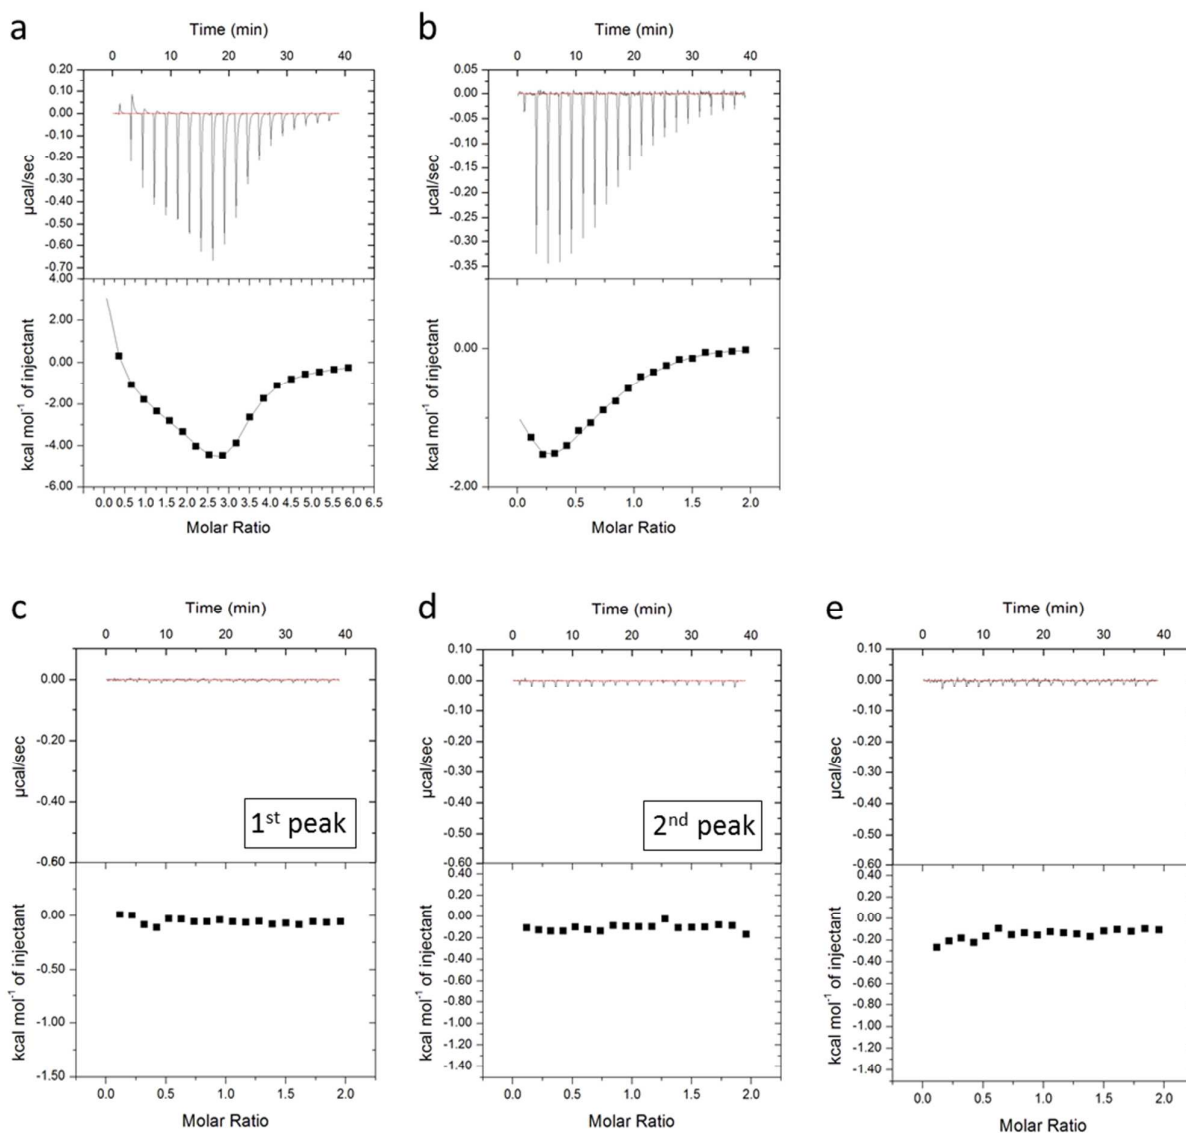 a
Time (min)
0 10 20 30 40
0.20
0.10
0.00
-0.10
-0.20
-0.30
-0.40
-0.50
-0.60
-0.70
µcal/sec
4.00
2.00
0.00
-2.00
-4.00
-6.00
kcal mol⁻¹ of injectant
0.0 0.5 1.0 1.5 2.0 2.5 3.0 3.5 4.0 4.5 5.0 5.5 6.0 6.5
Molar Ratio
b
Time (min)
0 10 20 30 40
0.05
0.00
-0.05
-0.10
-0.15
-0.20
-0.25
-0.30
-0.35
µcal/sec
0.00
-2.00
kcal mol⁻¹ of injectant
0.0 0.5 1.0 1.5 2.0
Molar Ratio
c
Time (min)
0 10 20 30 40
0.00
-0.20
-0.40
-0.60
µcal/sec
1st peak
0.00
-0.50
-1.00
-1.50
kcal mol⁻¹ of injectant
0.0 0.5 1.0 1.5 2.0
Molar Ratio
d
Time (min)
0 10 20 30 40
0.10
0.00
-0.10
-0.20
-0.30
-0.40
-0.50
-0.60
µcal/sec
2nd peak
0.40
0.20
0.00
-0.20
-0.40
-0.60
-0.80
-1.00
-1.20
-1.40
kcal mol⁻¹ of injectant
0.0 0.5 1.0 1.5 2.0
Molar Ratio
e
Time (min)
0 10 20 30 40
0.10
0.00
-0.10
-0.20
-0.30
-0.40
-0.50
-0.60
µcal/sec
0.40
0.20
0.00
-0.20
-0.40
-0.60
-0.80
-1.00
-1.20
-1.40
kcal mol⁻¹ of injectant
0.0 0.5 1.0 1.5 2.0
Molar Ratio